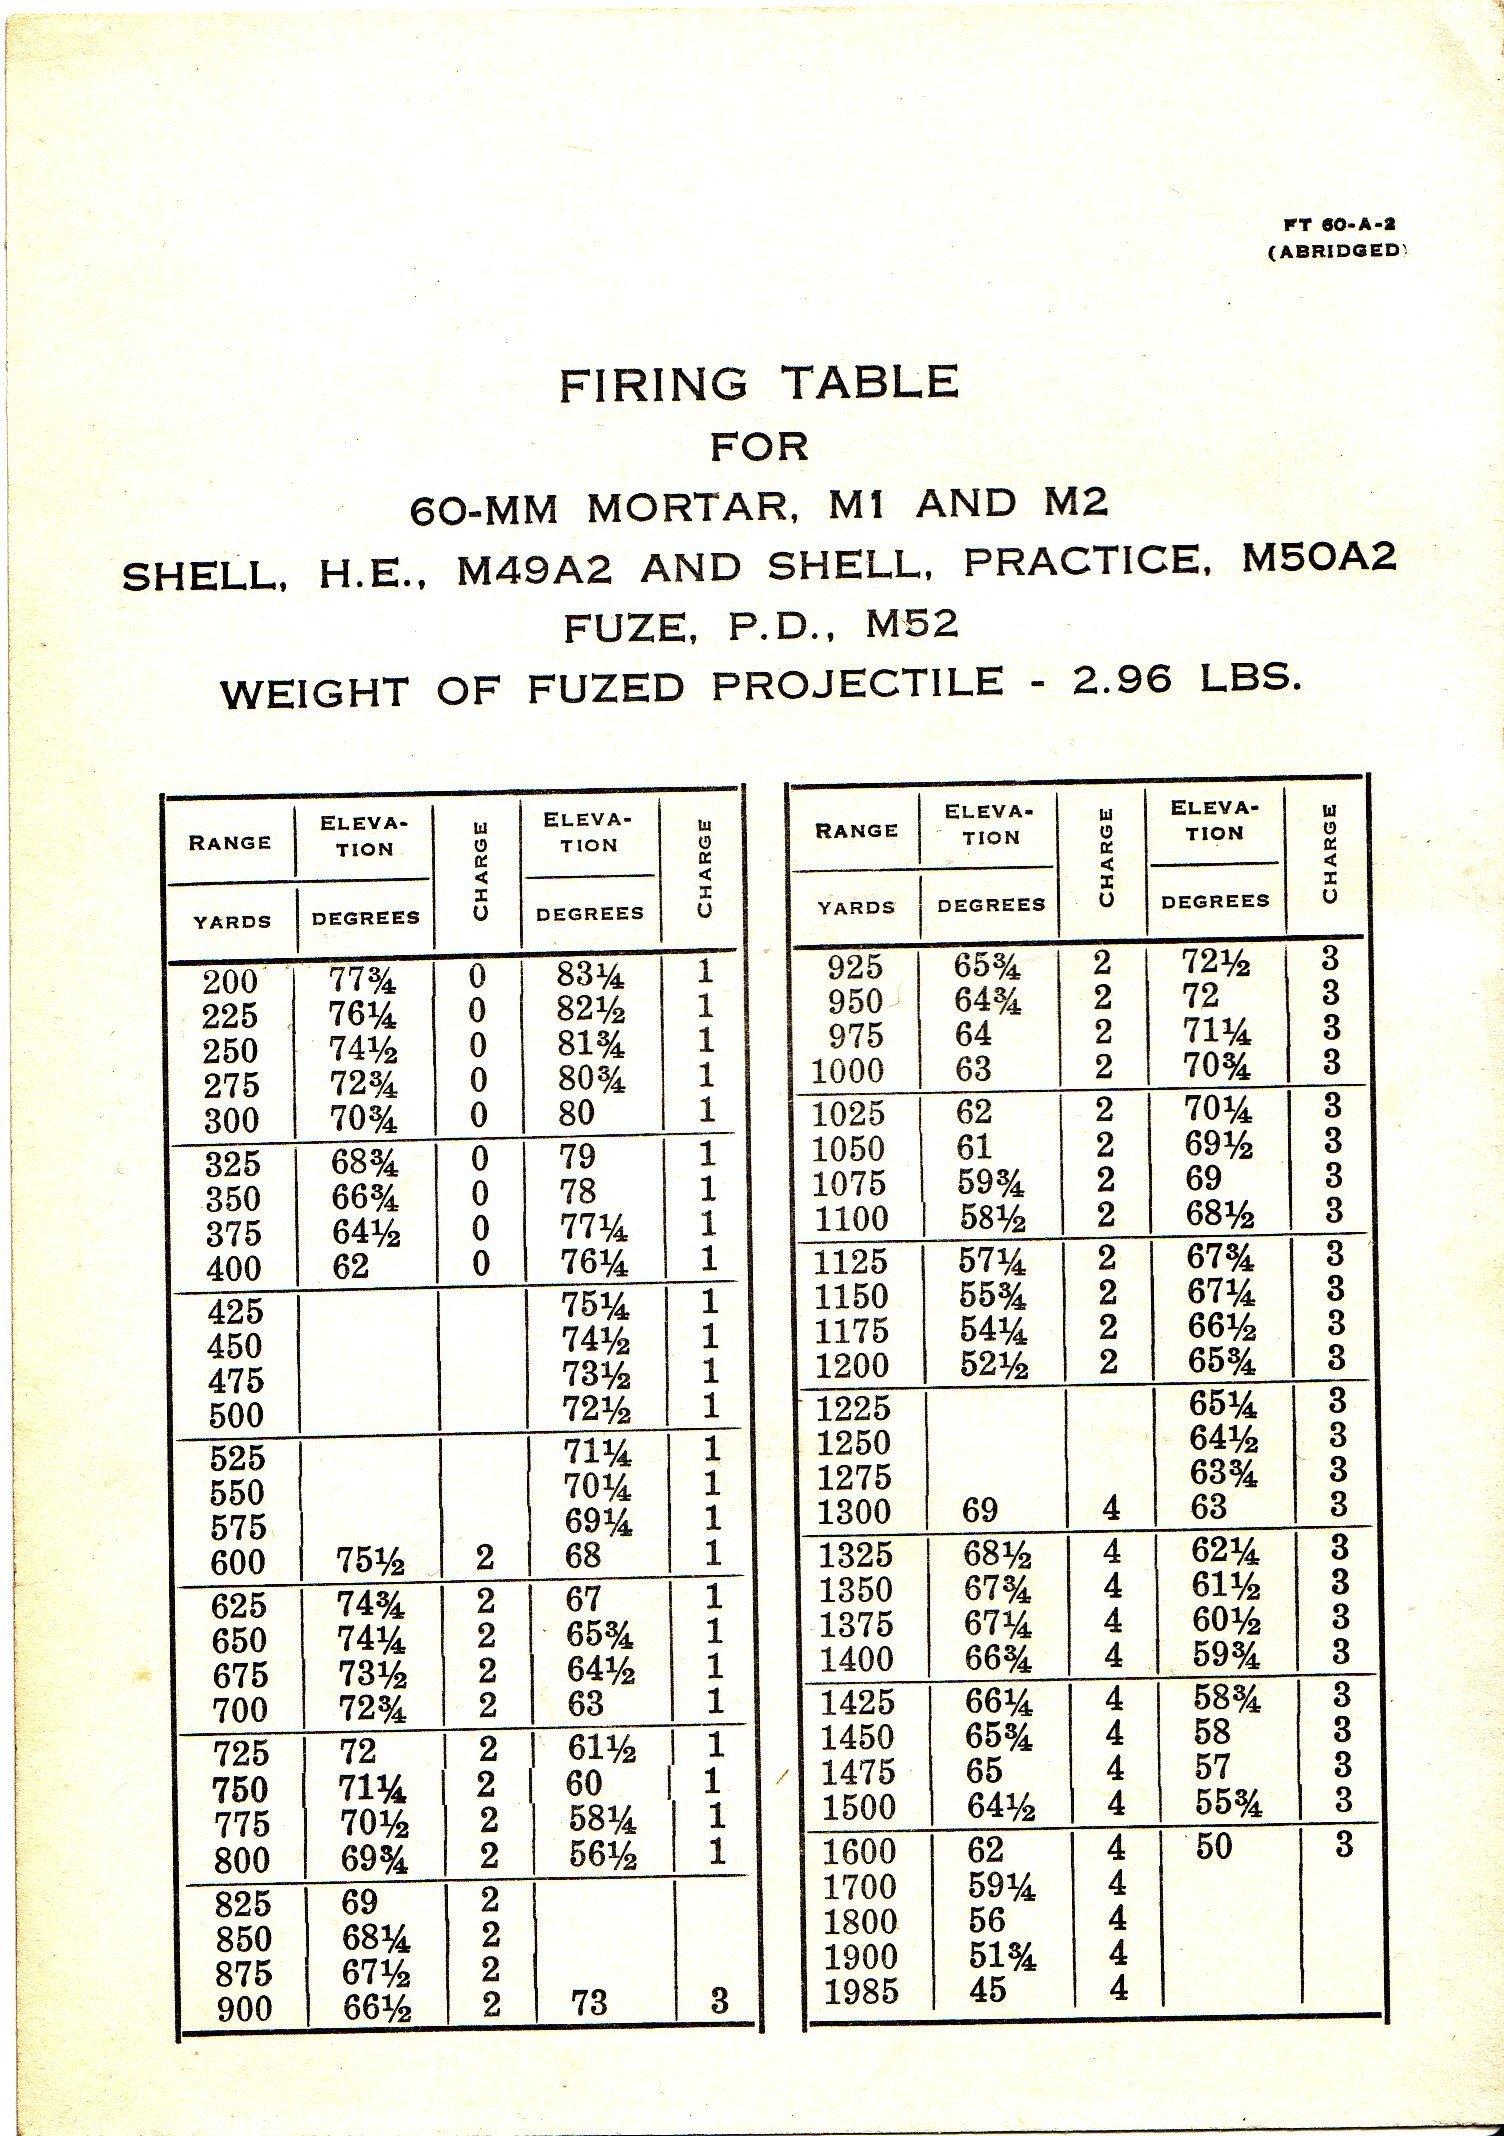 FT 60-A-2
(ABRIDGED)
FIRING TABLE
FOR
60-MM MORTAR, M1 AND M2
SHELL, H.E., M49A2 AND SHELL, PRACTICE, M50A2
FUZE, P.D., M52
WEIGHT OF FUZED PROJECTILE - 2.96 LBS.
RANGE ELEVA- CHARGE ELEVA- CHARGE
TION TION
YARDS DEGREES DEGREES
200 77¾ 0 83¼ 1
225 76¼ 0 82½ 1
250 74½ 0 81¾ 1
275 72¾ 0 80¾ 1
300 70¾ 0 80 1
325 68¾ 0 79 1
350 66¾ 0 78 1
375 64½ 0 77¼ 1
400 62 0 76¼ 1
425 75¼ 1
450 74½ 1
475 73½ 1
500 72½ 1
525 71¼ 1
550 70¼ 1
575 69¼ 1
600 75½ 2 68 1
625 74¾ 2 67 1
650 74¼ 2 65¾ 1
675 73½ 2 64½ 1
700 72¾ 2 63 1
725 72 2 61½ 1
750 71¼ 2 60 1
775 70½ 2 58¼ 1
800 69¾ 2 56½ 1
825 69 2
850 68¼ 2
875 67½ 2
900 66½ 2 73 3
RANGE ELEVA- CHARGE ELEVA- CHARGE
TION TION
YARDS DEGREES DEGREES
925 65¾ 2 72½ 3
950 64¾ 2 72 3
975 64 2 71¼ 3
1000 63 2 70¾ 3
1025 62 2 70¼ 3
1050 61 2 69½ 3
1075 59¾ 2 69 3
1100 58½ 2 68½ 3
1125 57¼ 2 67¾ 3
1150 55¾ 2 67¼ 3
1175 54¼ 2 66½ 3
1200 52½ 2 65¾ 3
1225 65¼ 3
1250 64½ 3
1275 63¾ 3
1300 69 4 63 3
1325 68½ 4 62¼ 3
1350 67¾ 4 61½ 3
1375 67¼ 4 60½ 3
1400 66¾ 4 59¾ 3
1425 66¼ 4 58¾ 3
1450 65¾ 4 58 3
1475 65 4 57 3
1500 64½ 4 55¾ 3
1600 62 4 50 3
1700 59¼ 4
1800 56 4
1900 51¾ 4
1985 45 4